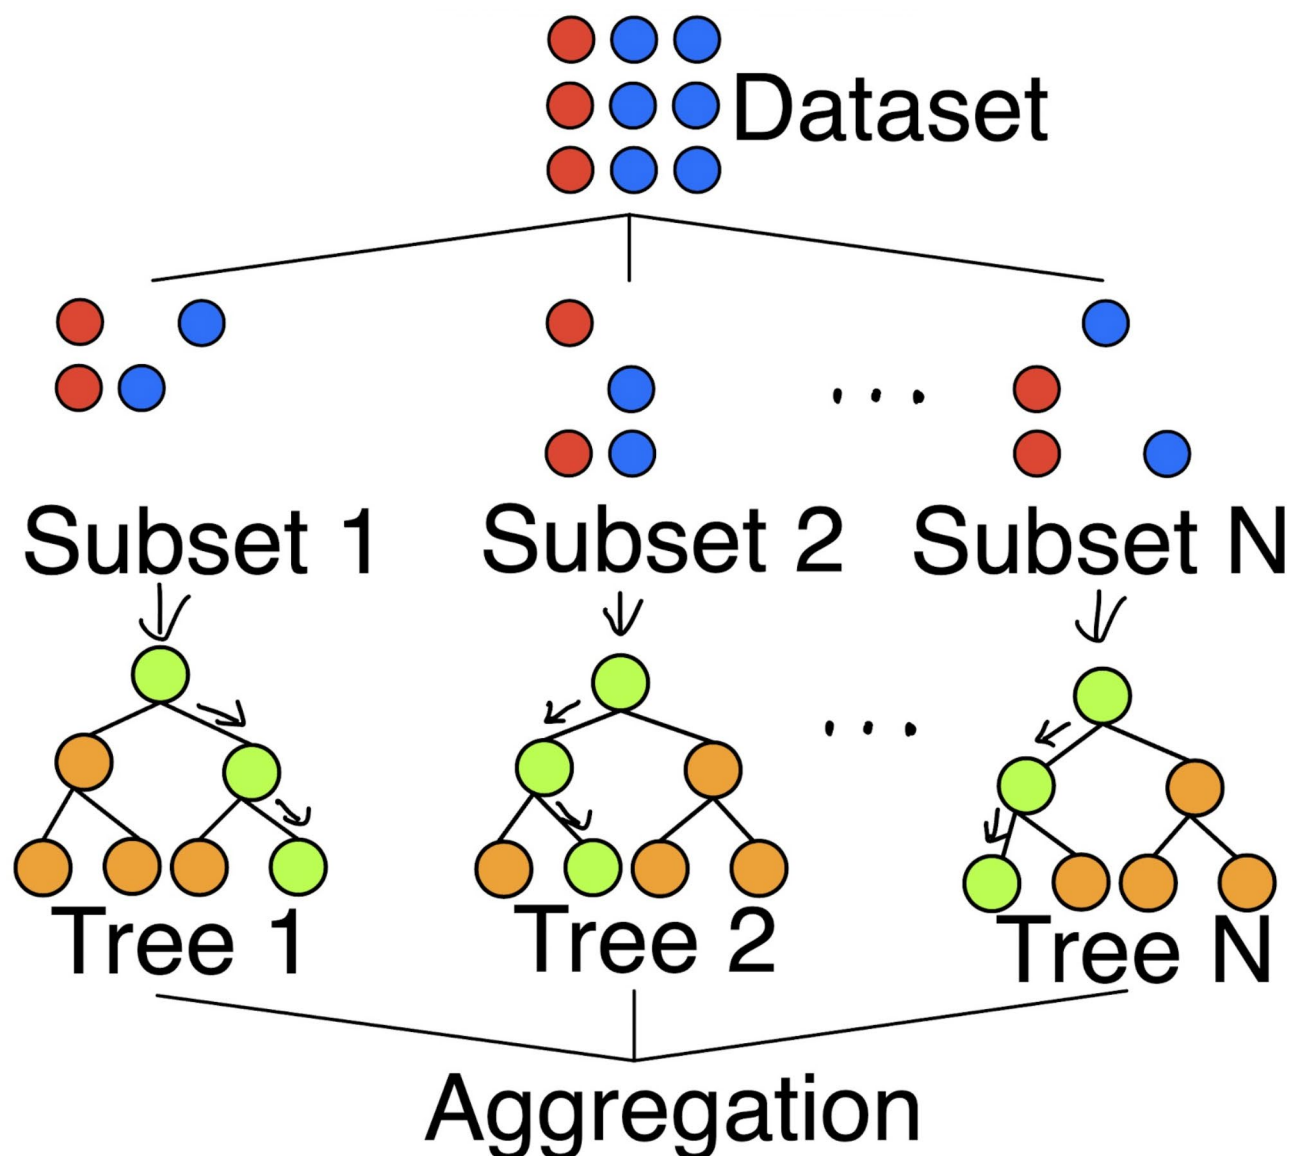 Dataset
. . .
Subset 1
Subset 2
Subset N
. . .
Tree 1
Tree 2
Tree N
Aggregation